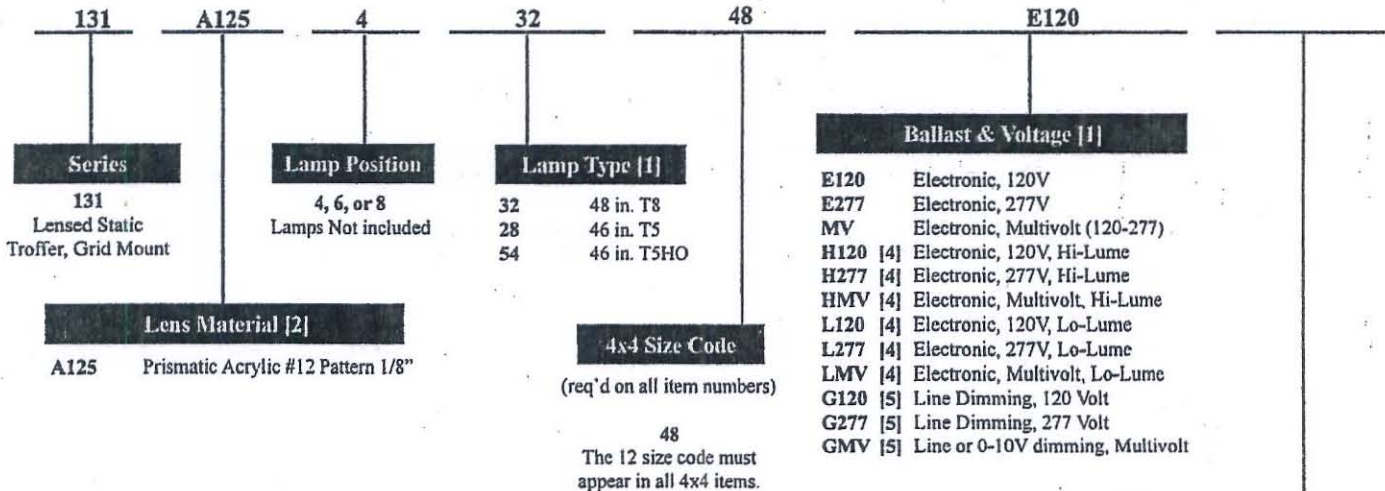 131 A125 4 32 48 E120
Series
131
Lensed Static
Troffer, Grid Mount
Lens Material [2]
A125 Prismatic Acrylic #12 Pattern 1/8"
Lamp Position
4, 6, or 8
Lamps Not included
Lamp Type [1]
32 48 in. T8
28 46 in. T5
54 46 in. T5HO
4x4 Size Code
(req'd on all item numbers)
48
The 12 size code must
appear in all 4x4 items.
Ballast & Voltage [1]
E120 Electronic, 120V
E277 Electronic, 277V
MV Electronic, Multivolt (120-277)
H120 [4] Electronic, 120V, Hi-Lume
H277 [4] Electronic, 277V, Hi-Lume
HMV [4] Electronic, Multivolt, Hi-Lume
L120 [4] Electronic, 120V, Lo-Lume
L277 [4] Electronic, 277V, Lo-Lume
LMV [4] Electronic, Multivolt, Lo-Lume
G120 [5] Line Dimming, 120 Volt
G277 [5] Line Dimming, 277 Volt
GMV [5] Line or 0-10V dimming, Multivolt